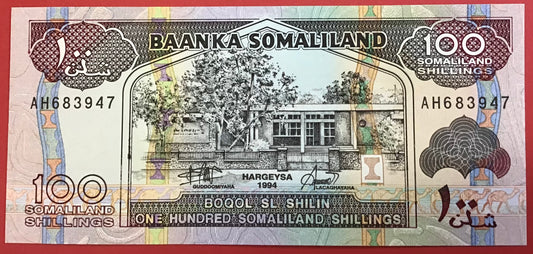 BAANKA SOMALILAND
100
SOMALILAND
SHILLINGS
AH683947
AH683947
HARGEYSA
1994
GUDDOOMIYAHA
LACAGHAYAHA
100
SOMALILAND
SHILLINGS
BOQOL SL SHILIN
ONE HUNDRED SOMALILAND SHILLINGS